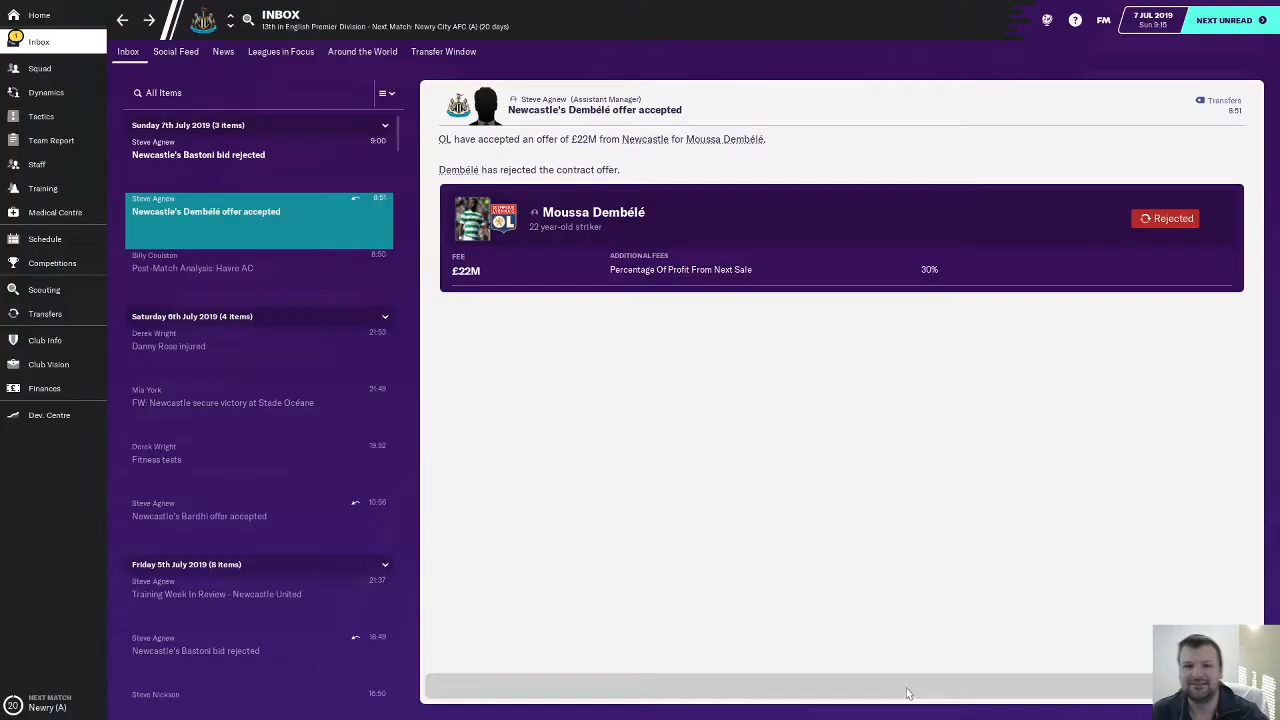 Home
INBOX
13th in English Premier Division - Next Match: Newry City AFC (A) (20 days)
?
FM
7 JUL 2019
Sun 9:15
NEXT UNREAD
1
Inbox
Squad
Dynamics
Tactics
Team Report
Staff
Training
Medical Centre
Schedule
Competitions
Scouting
Transfers
Club Info
Club Vision
Finances
Dev. Centre
20
NEXT MATCH
Newry (A)
Inbox
Social Feed
News
Leagues in Focus
Around the World
Transfer Window
All Items
Sunday 7th July 2019 (3 items)
Steve Agnew 9:00
Newcastle's Bastoni bid rejected
Steve Agnew 8:51
Newcastle's Dembélé offer accepted
Billy Coulston 8:50
Post-Match Analysis: Havre AC
Saturday 6th July 2019 (4 items)
Derek Wright 21:53
Danny Rose injured
Mia York 21:49
FW: Newcastle secure victory at Stade Océane
Derek Wright 19:52
Fitness tests
Steve Agnew 10:56
Newcastle's Bardhi offer accepted
Friday 5th July 2019 (8 items)
Steve Agnew 21:37
Training Week In Review - Newcastle United
Steve Agnew 18:49
Newcastle's Bastoni bid rejected
Steve Nickson 16:50
Steve Agnew (Assistant Manager)
Newcastle's Dembélé offer accepted
Transfers
8:51
OL have accepted an offer of £22M from Newcastle for Moussa Dembélé.
Dembélé has rejected the contract offer.
Moussa Dembélé
22 year-old striker
Rejected
FEE
£22M
ADDITIONAL FEES
Percentage Of Profit From Next Sale 30%